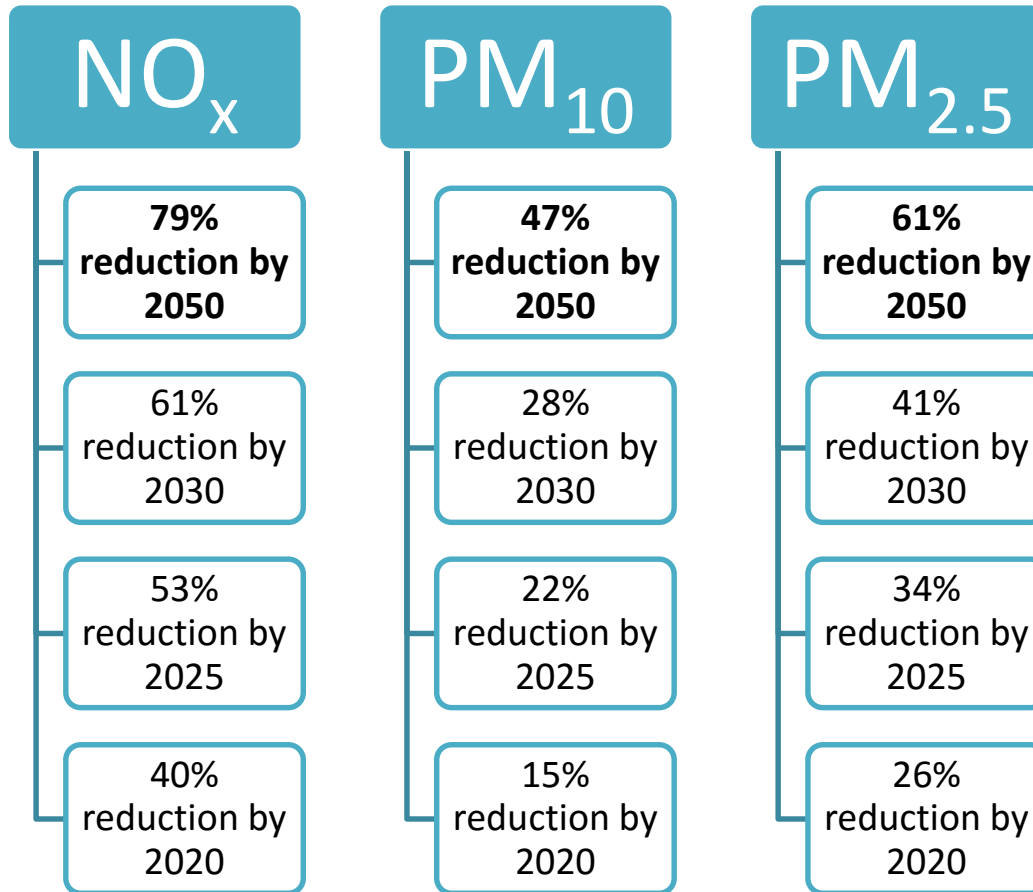 NOx
79%
reduction by
2050
61%
reduction by
2030
53%
reduction by
2025
40%
reduction by
2020
PM10
47%
reduction by
2050
28%
reduction by
2030
22%
reduction by
2025
15%
reduction by
2020
PM2.5
61%
reduction by
2050
41%
reduction by
2030
34%
reduction by
2025
26%
reduction by
2020